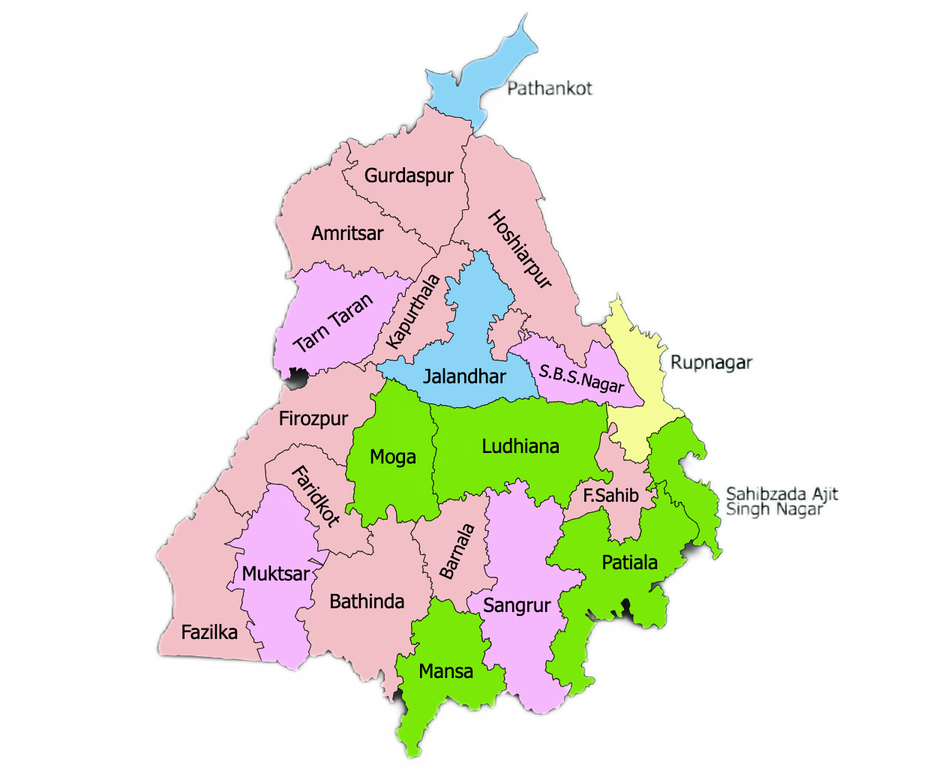 Pathankot
Gurdaspur
Amritsar
Hoshiarpur
Tarn Taran
Kapurthala
Jalandhar
S.B.S.Nagar
Rupnagar
Firozpur
Moga
Ludhiana
Faridkot
F.Sahib
Sahibzada Ajit
Singh Nagar
Muktsar
Barnala
Patiala
Bathinda
Sangrur
Fazilka
Mansa